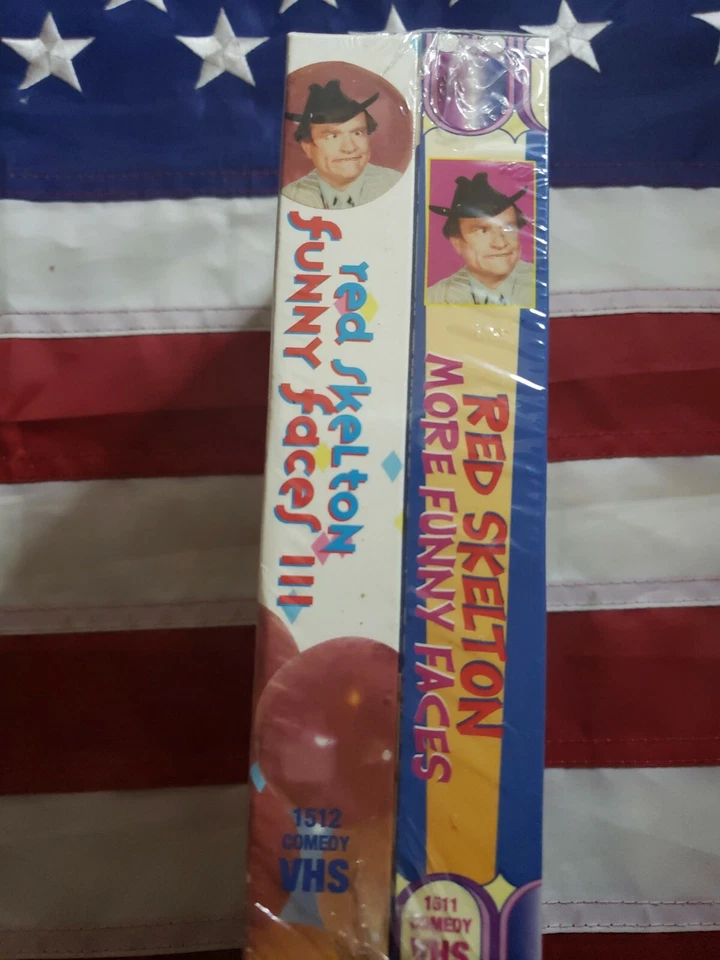 red skelton
funny faces III
1512
COMEDY
VHS
RED SKELTON
MORE FUNNY FACES
1511
COMEDY
VHS